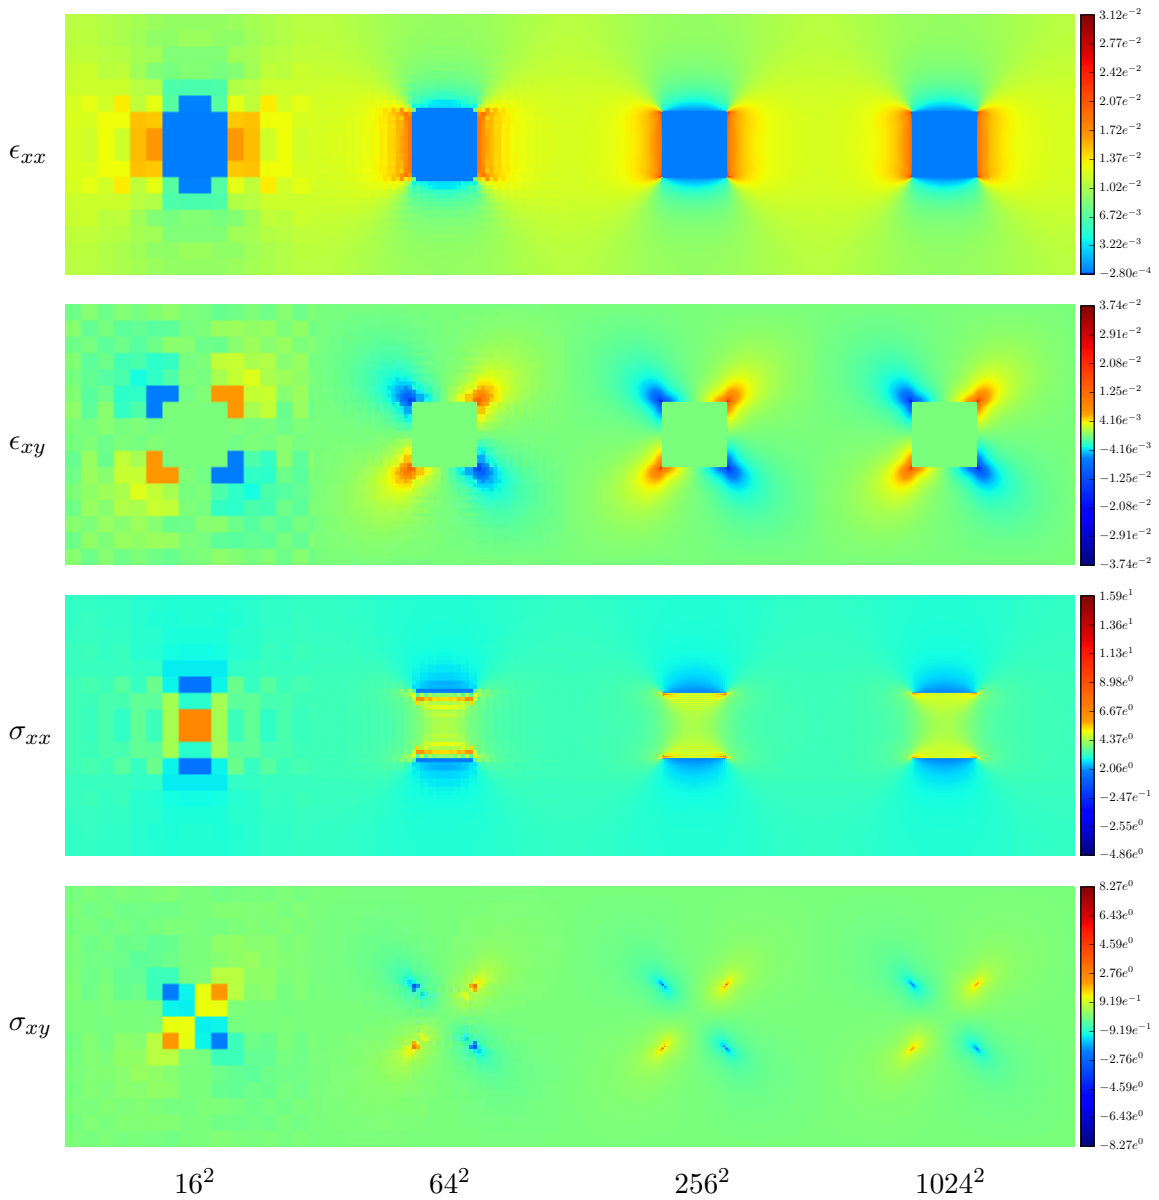 3.12e⁻²
2.77e⁻²
2.42e⁻²
2.07e⁻²
1.72e⁻²
1.37e⁻²
1.02e⁻²
6.72e⁻³
3.22e⁻³
−2.80e⁻⁴
ϵxx
3.74e⁻²
2.91e⁻²
2.08e⁻²
1.25e⁻²
4.16e⁻³
−4.16e⁻³
−1.25e⁻²
−2.08e⁻²
−2.91e⁻²
−3.74e⁻²
ϵxy
1.59e¹
1.36e¹
1.13e¹
8.98e⁰
6.67e⁰
4.37e⁰
2.06e⁰
−2.47e⁻¹
−2.55e⁰
−4.86e⁰
σxx
8.27e⁰
6.43e⁰
4.59e⁰
2.76e⁰
9.19e⁻¹
−9.19e⁻¹
−2.76e⁰
−4.59e⁰
−6.43e⁰
−8.27e⁰
σxy
16² 64² 256² 1024²